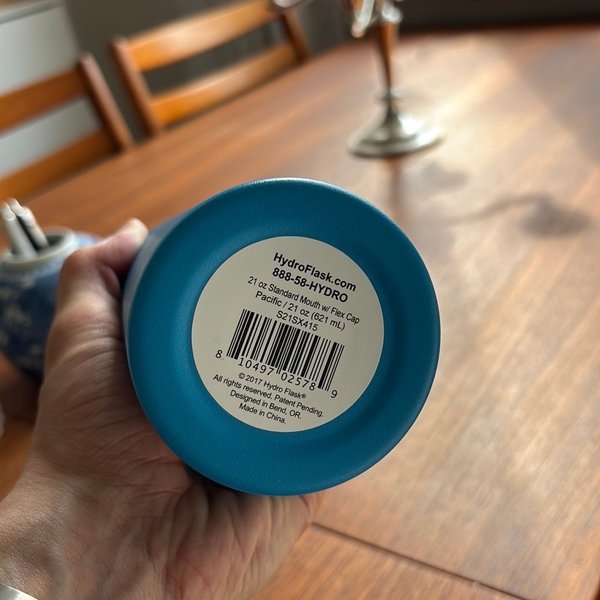 HydroFlask.com
888-58-HYDRO
21 oz Standard Mouth w/ Flex Cap
Pacific / 21 oz (621 mL)
S21SX415
8 10497 02578 9
© 2017 Hydro Flask®
All rights reserved. Patent Pending.
Designed in Bend, OR.
Made in China.